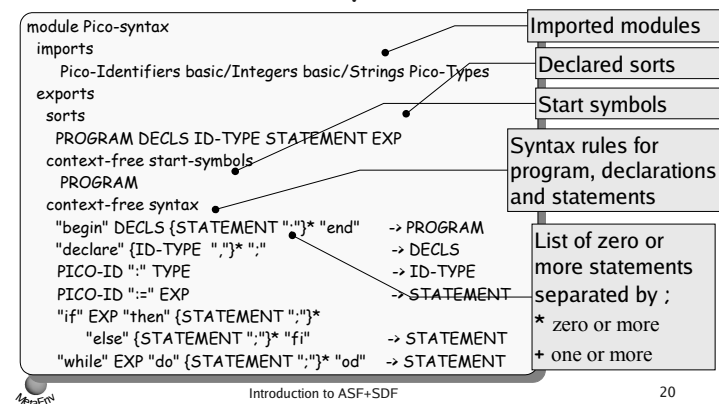 module Pico-syntax
imports
Pico-Identifiers basic/Integers basic/Strings Pico-Types
exports
sorts
PROGRAM DECLS ID-TYPE STATEMENT EXP
context-free start-symbols
PROGRAM
context-free syntax
"begin" DECLS {STATEMENT ";"}* "end" -> PROGRAM
"declare" {ID-TYPE ","}* ";" -> DECLS
PICO-ID ":" TYPE -> ID-TYPE
PICO-ID ":=" EXP -> STATEMENT
"if" EXP "then" {STATEMENT ";"}*
"else" {STATEMENT ";"}* "fi" -> STATEMENT
"while" EXP "do" {STATEMENT ";"}* "od" -> STATEMENT
Imported modules
Declared sorts
Start symbols
Syntax rules for
program, declarations
and statements
List of zero or
more statements
separated by ;
* zero or more
+ one or more
MetaEnv
Introduction to ASF+SDF
20